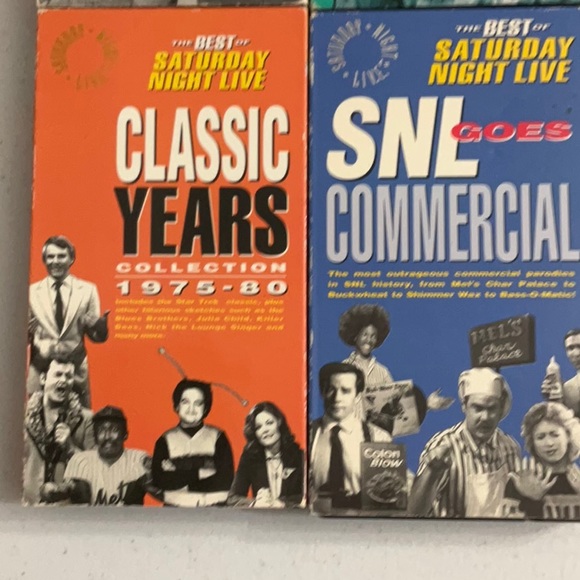 SATURDAY NIGHT LIVE
THE BEST OF
SATURDAY
NIGHT LIVE
CLASSIC
YEARS
COLLECTION
1975-80
Includes the Star Trek classic, plus
other hilarious sketches such as the
Blues Brothers, Julia Child, Killer
Bees, Nick the Lounge Singer and
many more.
Met
SATURDAY NIGHT LIVE
THE BEST OF
SATURDAY
NIGHT LIVE
SNL GOES
COMMERCIAL
The most outrageous commercial parodies
in SNL history, from Mel's Char Palace to
Buckwheat to Shimmer Wax to Bass-O-Matic!
MEL'S
Char
Palace
Colon
Blow